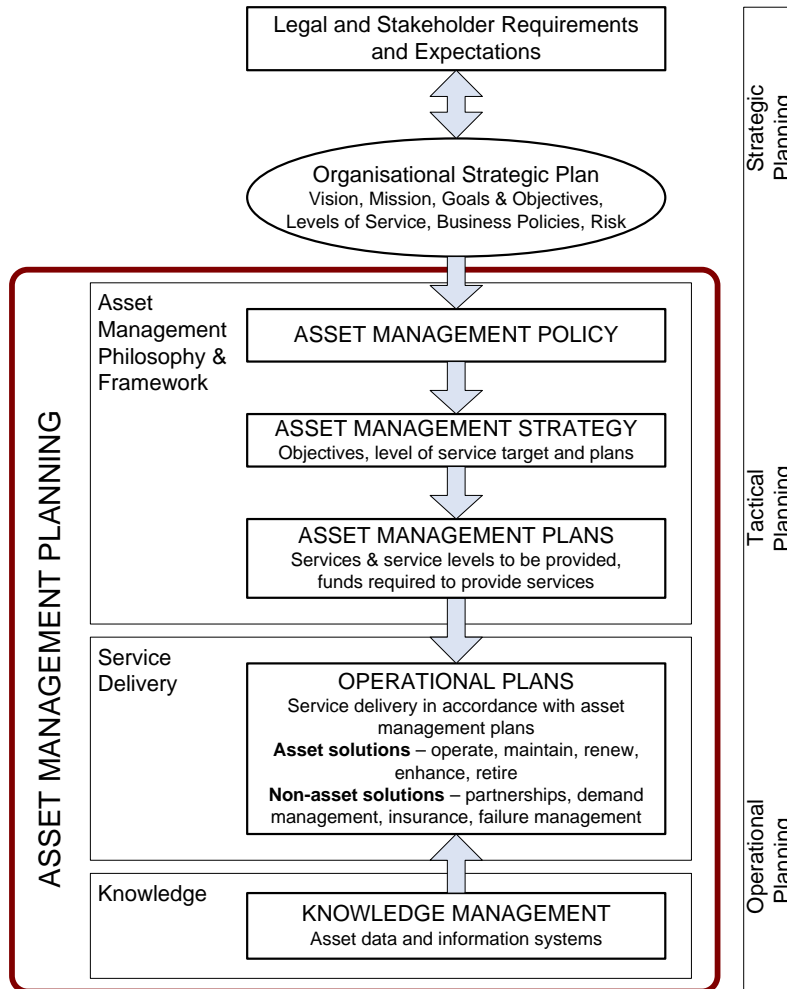 Legal and Stakeholder Requirements
and Expectations
Organisational Strategic Plan
Vision, Mission, Goals & Objectives,
Levels of Service, Business Policies, Risk
Asset
Management
Philosophy &
Framework
ASSET MANAGEMENT POLICY
ASSET MANAGEMENT STRATEGY
Objectives, level of service target and plans
ASSET MANAGEMENT PLANS
Services & service levels to be provided,
funds required to provide services
Service
Delivery
OPERATIONAL PLANS
Service delivery in accordance with asset
management plans
Asset solutions – operate, maintain, renew,
enhance, retire
Non-asset solutions – partnerships, demand
management, insurance, failure management
Knowledge
KNOWLEDGE MANAGEMENT
Asset data and information systems
ASSET MANAGEMENT PLANNING
Strategic
Planning
Tactical
Planning
Operational
Planning